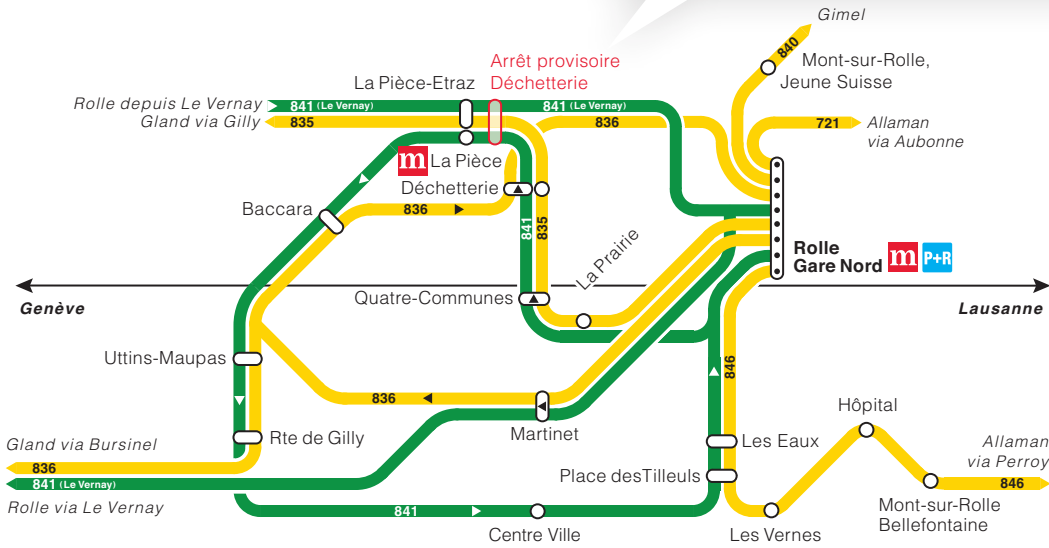 Gimel
840
Mont-sur-Rolle,
Jeune Suisse
Arrêt provisoire
Déchetterie
La Pièce-Etraz
Rolle depuis Le Vernay
841 (Le Vernay)
841 (Le Vernay)
Gland via Gilly
835
836
721
Allaman
via Aubonne
m La Pièce
Déchetterie
Baccara
836
841
835
La Prairie
Rolle
Gare Nord m P+R
Quatre-Communes
Genève
Lausanne
Uttins-Maupas
836
846
Hôpital
Martinet
Rte de Gilly
Les Eaux
Gland via Bursinel
836
841 (Le Vernay)
Rolle via Le Vernay
Place des Tilleuls
Allaman
via Perroy
846
841
Centre Ville
Les Vernes
Mont-sur-Rolle
Bellefontaine